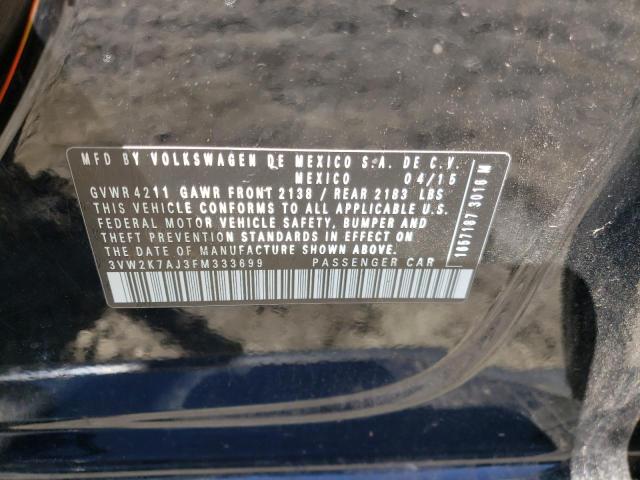 MFD BY VOLKSWAGEN DE MEXICO S.A. DE C.V.
MEXICO 04/15
GVWR 4211 GAWR FRONT 2138 / REAR 2183 LBS
THIS VEHICLE CONFORMS TO ALL APPLICABLE U.S.
FEDERAL MOTOR VEHICLE SAFETY, BUMPER AND
THEFT PREVENTION STANDARDS IN EFFECT ON
THE DATE OF MANUFACTURE SHOWN ABOVE.
3VW2K7AJ3FM333699 PASSENGER CAR
1657167 3016 M